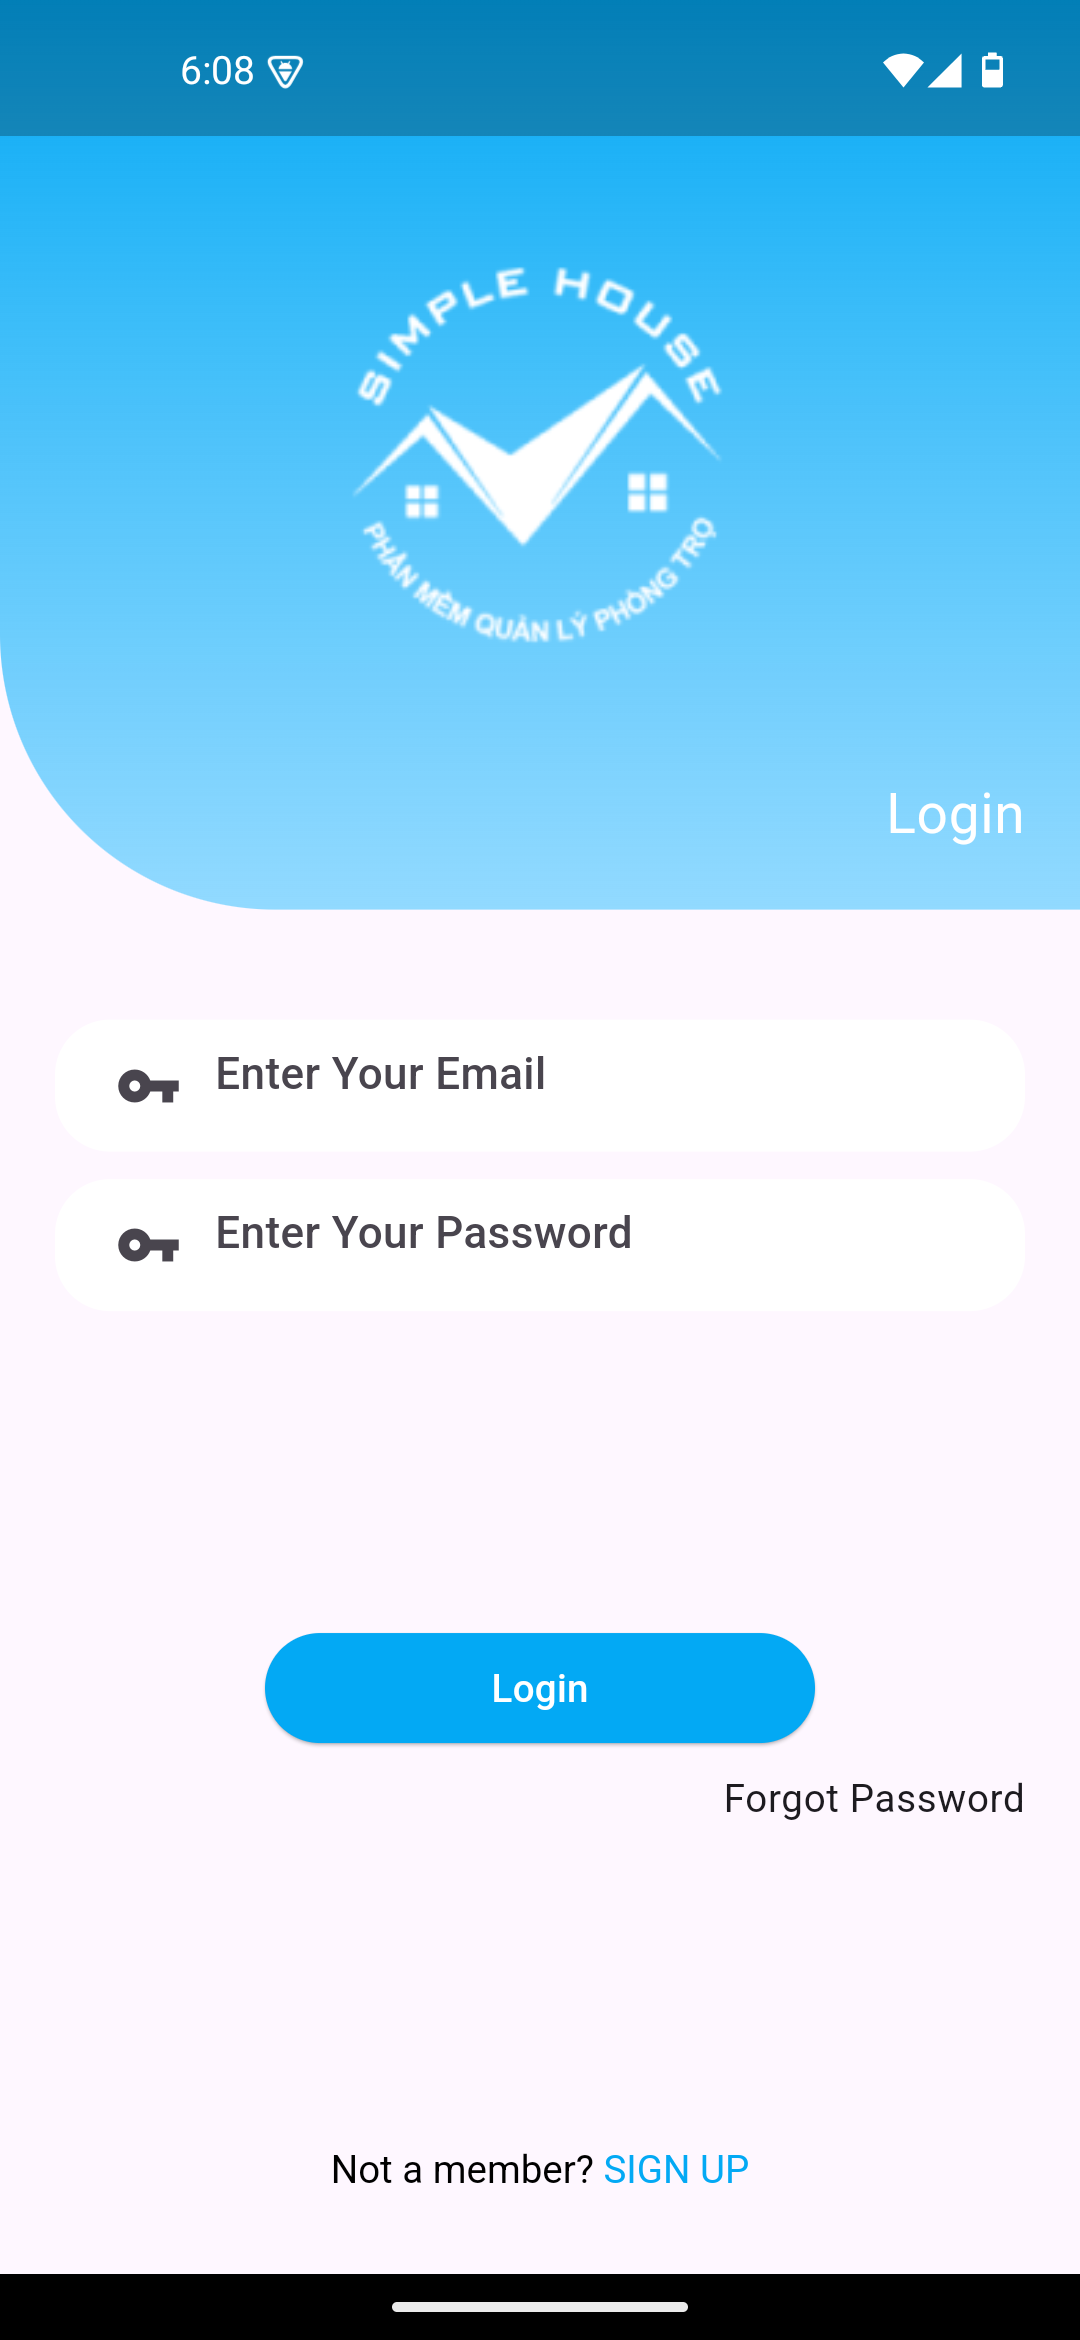 6:08
SIMPLE HOUSE
PHẦN MỀM QUẢN LÝ PHÒNG TRỌ
Login
Enter Your Email
Enter Your Password
Login
Forgot Password
Not a member? SIGN UP